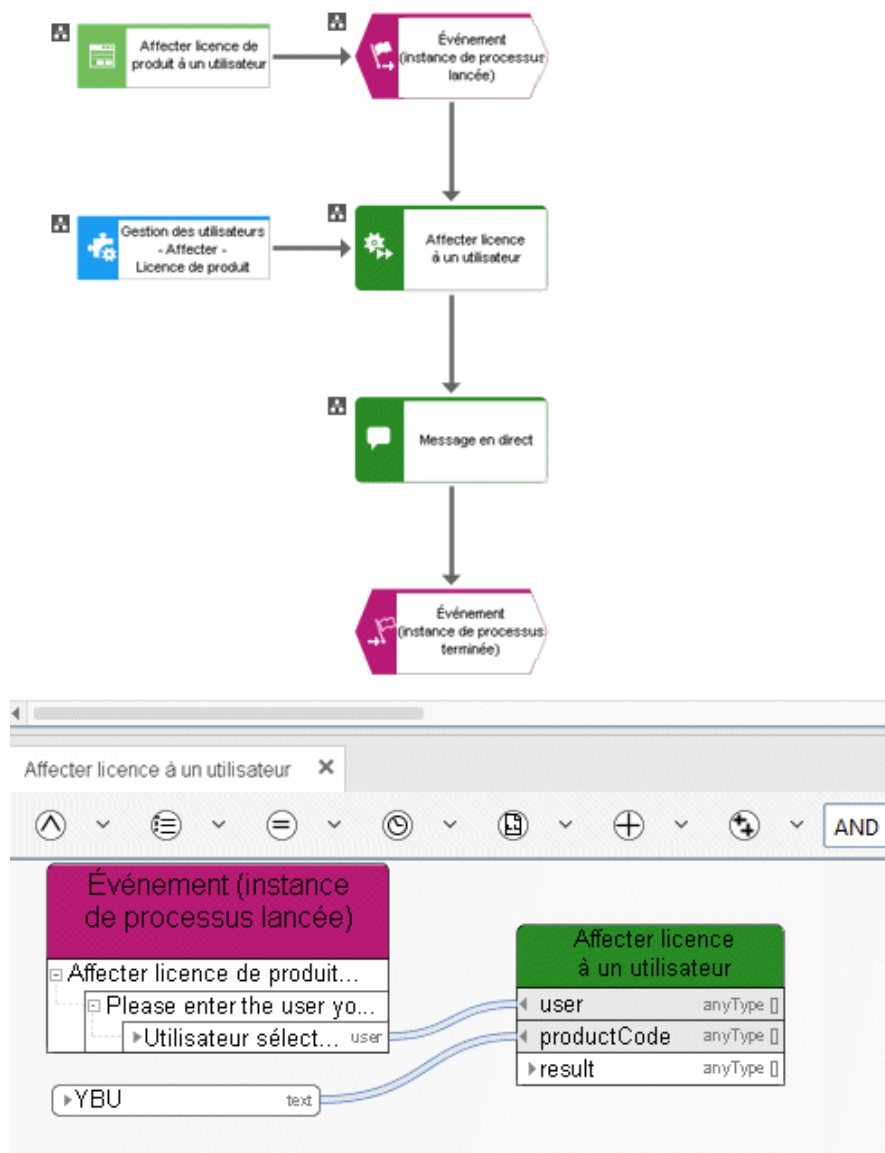 Affecter licence de
produit à un utilisateur
Événement
(instance de processus
lancée)
Gestion des utilisateurs
- Affecter -
Licence de produit
Affecter licence
à un utilisateur
Message en direct
Événement
(instance de processus
terminée)
Affecter licence à un utilisateur
AND
Événement (instance
de processus lancée)
Affecter licence de produit...
Please enter the user yo...
Utilisateur sélect... user
YBU text
Affecter licence
à un utilisateur
user anyType []
productCode anyType []
result anyType []